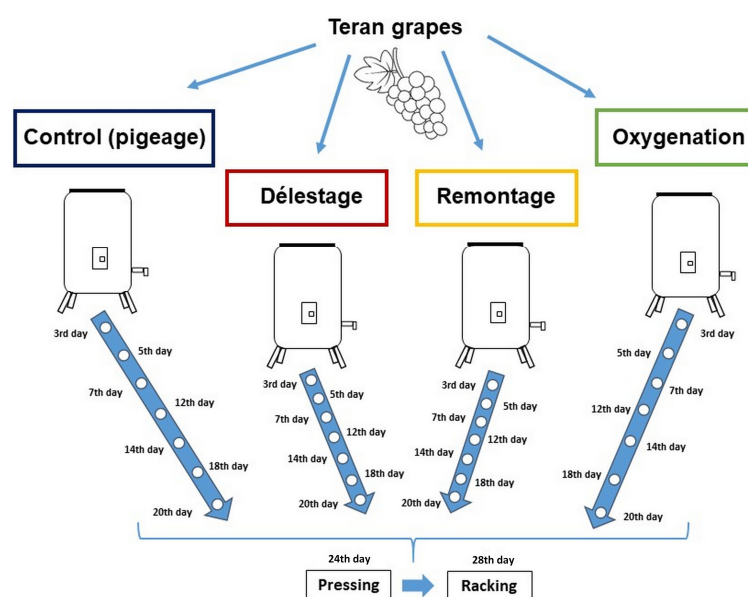 Teran grapes
Control (pigeage)
Oxygenation
Délestage
Remontage
3rd day
5th day
7th day
12th day
14th day
18th day
20th day
3rd day
5th day
7th day
12th day
14th day
18th day
20th day
3rd day
5th day
7th day
12th day
14th day
18th day
20th day
3rd day
5th day
7th day
12th day
14th day
18th day
20th day
24th day
28th day
Pressing
Racking